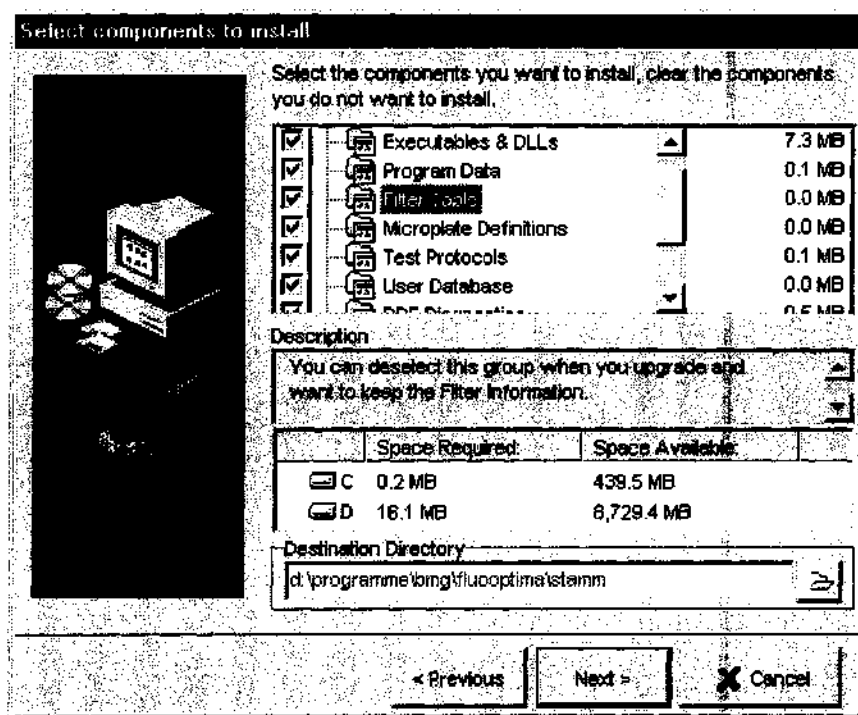 Select components to install
Select the components you want to install, clear the components
you do not want to install.
Executables & DLLs 7.3 MB
Program Data 0.1 MB
Filter 0.0 MB
Microplate Definitions 0.0 MB
Test Protocols 0.1 MB
User Database 0.0 MB
0.5 MB
Description
You can deselect this group when you upgrade and
want to keep the Filter Information.
Space Required: Space Available:
C 0.2 MB 439.5 MB
D 16.1 MB 6,729.4 MB
Destination Directory
d:\programme\bmg\fluooptima\stamm
< Previous Next > Cancel